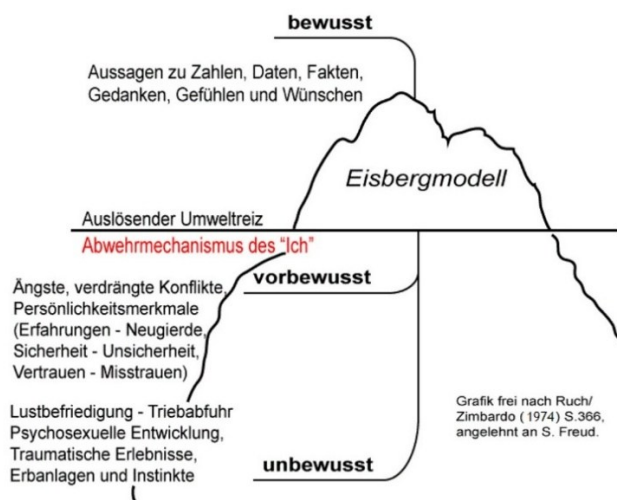 bewusst
Aussagen zu Zahlen, Daten, Fakten,
Gedanken, Gefühlen und Wünschen
Eisbergmodell
Auslösender Umweltreiz
Abwehrmechanismus des "Ich"
vorbewusst
Ängste, verdrängte Konflikte,
Persönlichkeitsmerkmale
(Erfahrungen - Neugierde,
Sicherheit - Unsicherheit,
Vertrauen - Misstrauen)
Lustbefriedigung - Triebabfuhr
Psychosexuelle Entwicklung,
Traumatische Erlebnisse,
Erbanlagen und Instinkte
unbewusst
Grafik frei nach Ruch/
Zimbardo (1974) S.366,
angelehnt an S. Freud.